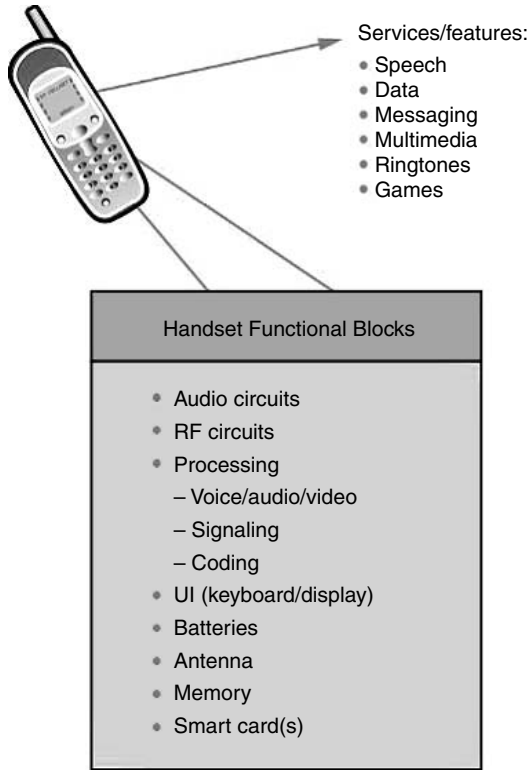 Services/features:
• Speech
• Data
• Messaging
• Multimedia
• Ringtones
• Games
Handset Functional Blocks
• Audio circuits
• RF circuits
• Processing
– Voice/audio/video
– Signaling
– Coding
• UI (keyboard/display)
• Batteries
• Antenna
• Memory
• Smart card(s)